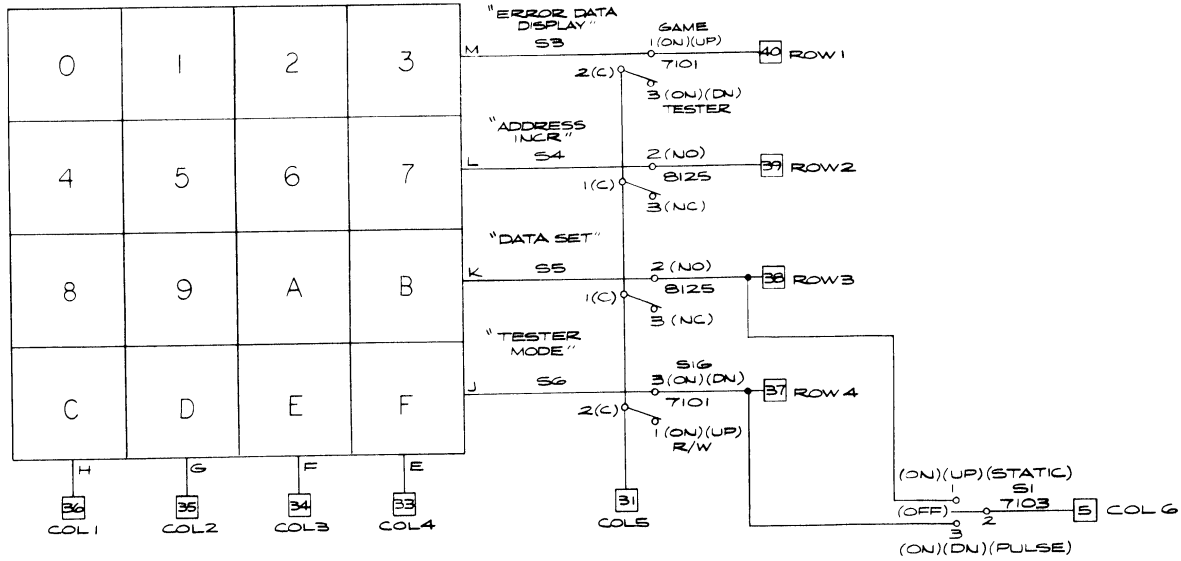 "ERROR DATA
DISPLAY"
S3
GAME
1(ON)(UP)
7101
40 ROW 1
2(C)
3(ON)(DN)
TESTER
0 1 2 3 M
"ADDRESS
INCR"
S4
2(NO)
8125
39 ROW 2
1(C)
3(NC)
4 5 6 7 L
"DATA SET"
S5
2(NO)
8125
38 ROW 3
1(C)
3(NC)
8 9 A B K
"TESTER
MODE"
S6
SIG
3(ON)(DN)
7101
37 ROW 4
2(C)
1(ON)(UP)
R/W
C D E F J
H G F E
36 35 34 33 31
COL 1 COL 2 COL 3 COL 4 COL 5
(ON)(UP)(STATIC)
1
S1
7103
(OFF)
2
5 COL 6
3
(ON)(DN)(PULSE)